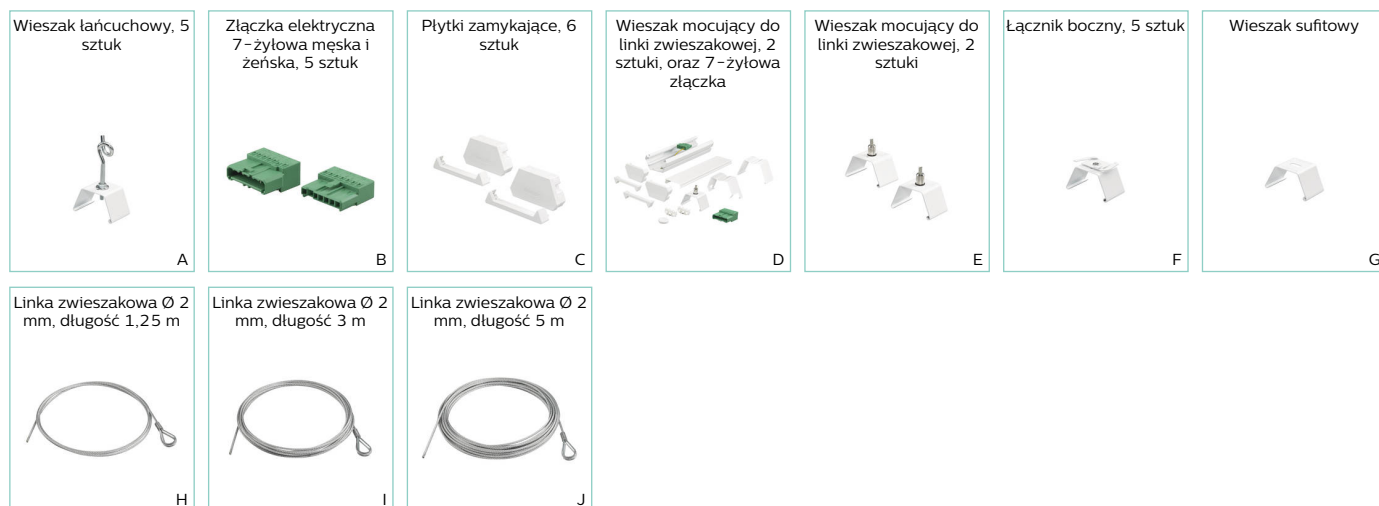 Wieszak łańcuchowy, 5
sztuk
A
Złączka elektryczna
7-żyłowa męska i
żeńska, 5 sztuk
B
Płytki zamykające, 6
sztuk
C
Wieszak mocujący do
linki zwieszakowej, 2
sztuki, oraz 7-żyłowa
złączka
D
Wieszak mocujący do
linki zwieszakowej, 2
sztuki
E
Łącznik boczny, 5 sztuk
F
Wieszak sufitowy
G
Linka zwieszakowa Ø 2
mm, długość 1,25 m
H
Linka zwieszakowa Ø 2
mm, długość 3 m
I
Linka zwieszakowa Ø 2
mm, długość 5 m
J